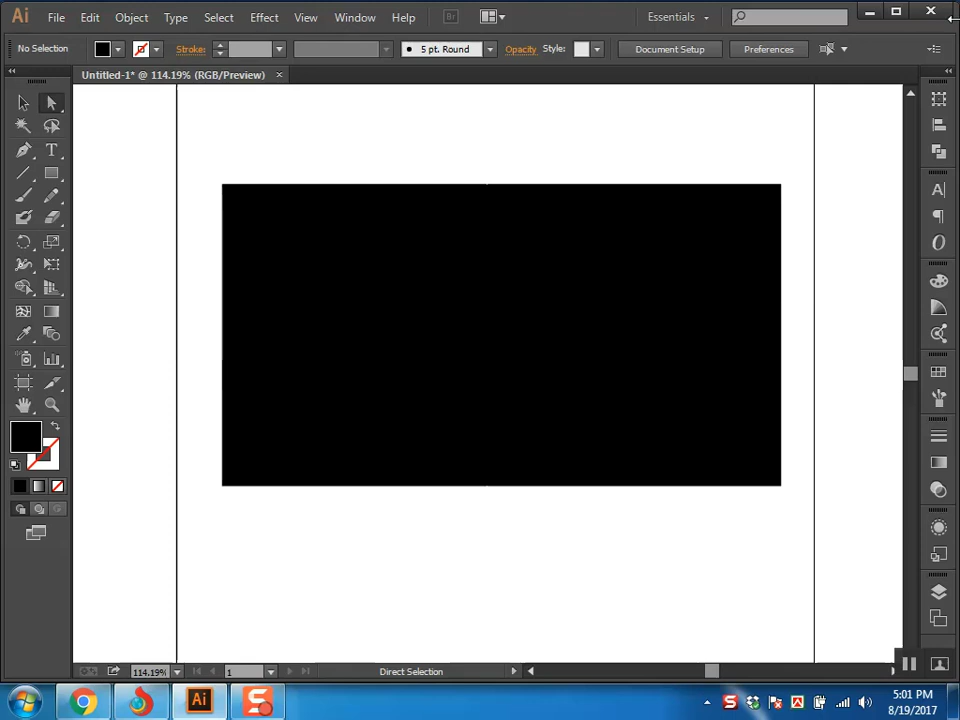 Ai File Edit Object Type Select Effect View Window Help Br Essentials
No Selection Stroke: 5 pt. Round Opacity Style: Document Setup Preferences
Untitled-1* @ 114.19% (RGB/Preview) ×
T
A
O
114.19% 1 Direct Selection
Ai S S 5:01 PM
8/19/2017